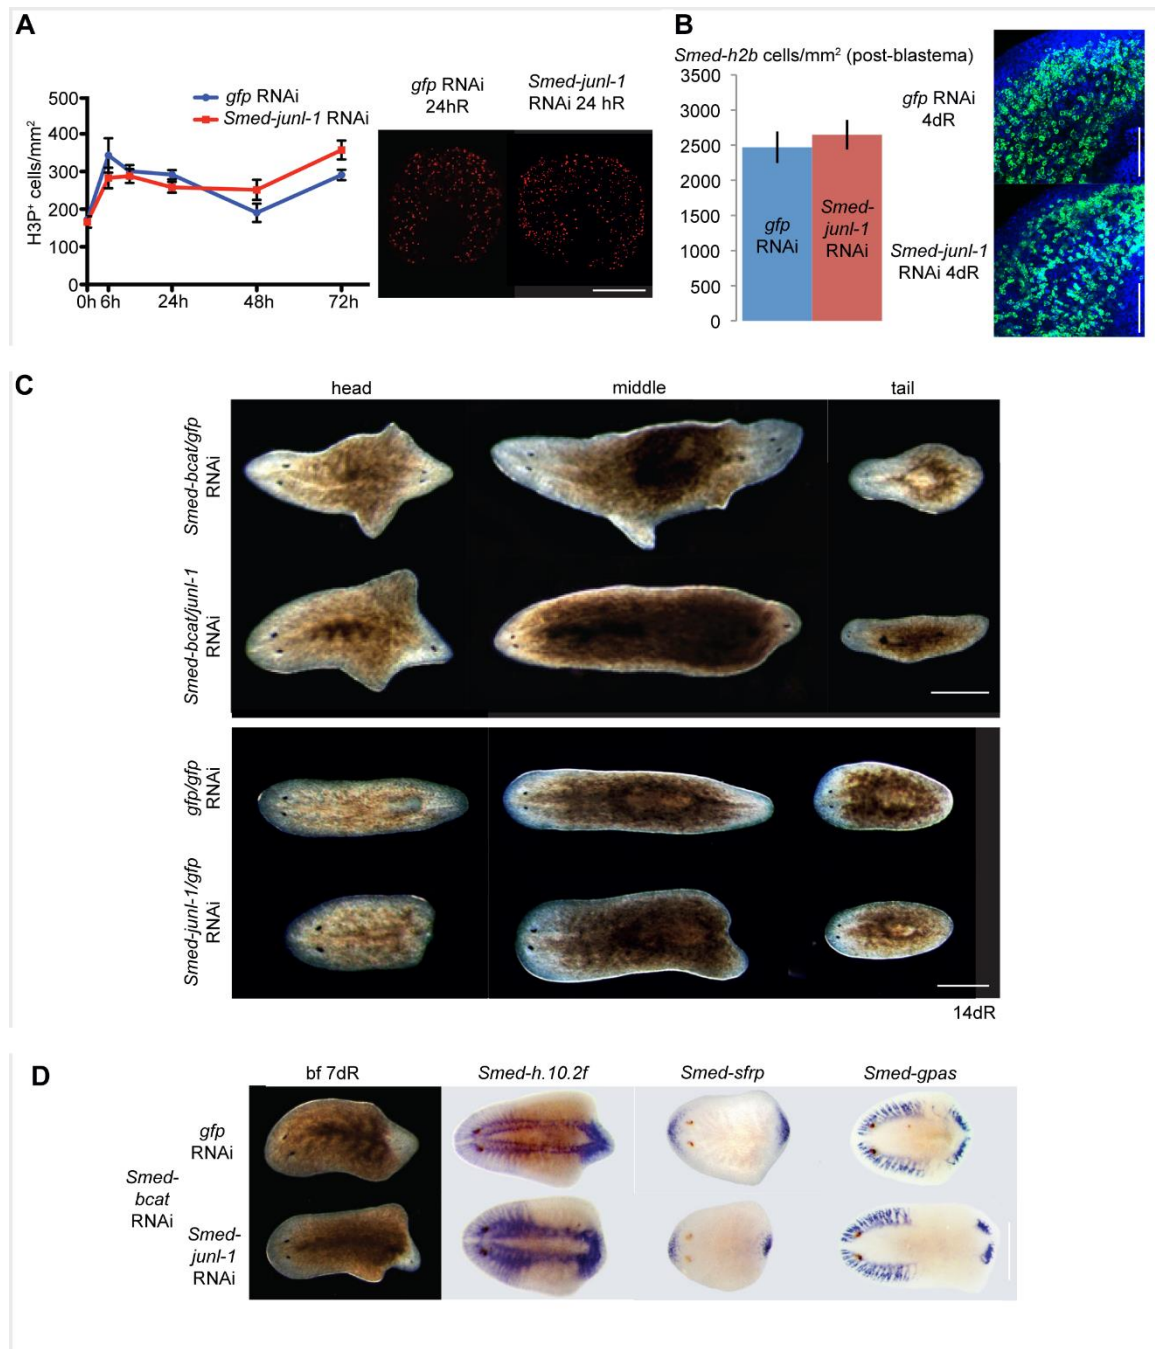 A
500
400
300
200
100
0
H3P⁺ cells/mm²
0h 6h 24h 48h 72h
gfp RNAi
Smed-junl-1 RNAi
gfp RNAi
24hR
Smed-junl-1
RNAi 24 hR
B
Smed-h2b cells/mm² (post-blastema)
3500
3000
2500
2000
1500
1000
500
0
gfp
RNAi
Smed-
junl-1
RNAi
gfp RNAi
4dR
Smed-junl-1
RNAi 4dR
C
head middle tail
Smed-bcat/gfp
RNAi
Smed-bcat/junl-1
RNAi
gfp/gfp
RNAi
Smed-junl-1/gfp
RNAi
14dR
D
bf 7dR Smed-h.10.2f Smed-sfrp Smed-gpas
Smed-
bcat
RNAi
gfp
RNAi
Smed-
junl-1
RNAi